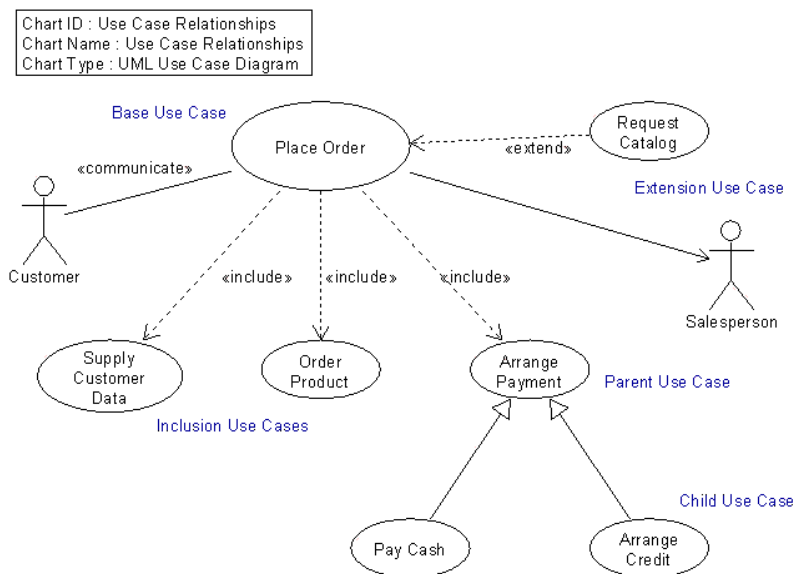 Chart ID : Use Case Relationships
Chart Name : Use Case Relationships
Chart Type : UML Use Case Diagram
Base Use Case
Place Order
Request
Catalog
«extend»
«communicate»
Extension Use Case
Customer
Salesperson
«include»
«include»
«include»
Supply
Customer
Data
Order
Product
Arrange
Payment
Parent Use Case
Inclusion Use Cases
Child Use Case
Pay Cash
Arrange
Credit